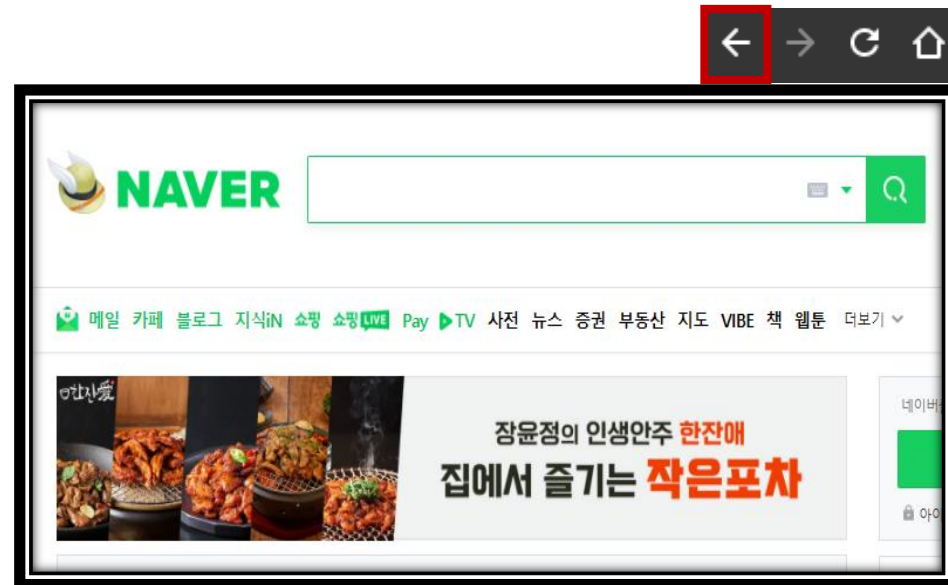 NAVER
메일 카페 블로그 지식iN 쇼핑 쇼핑LIVE Pay TV 사전 뉴스 증권 부동산 지도 VIBE 책 웹툰 더보기
한잔愛
장윤정의 인생안주 한잔애
집에서 즐기는 작은포차